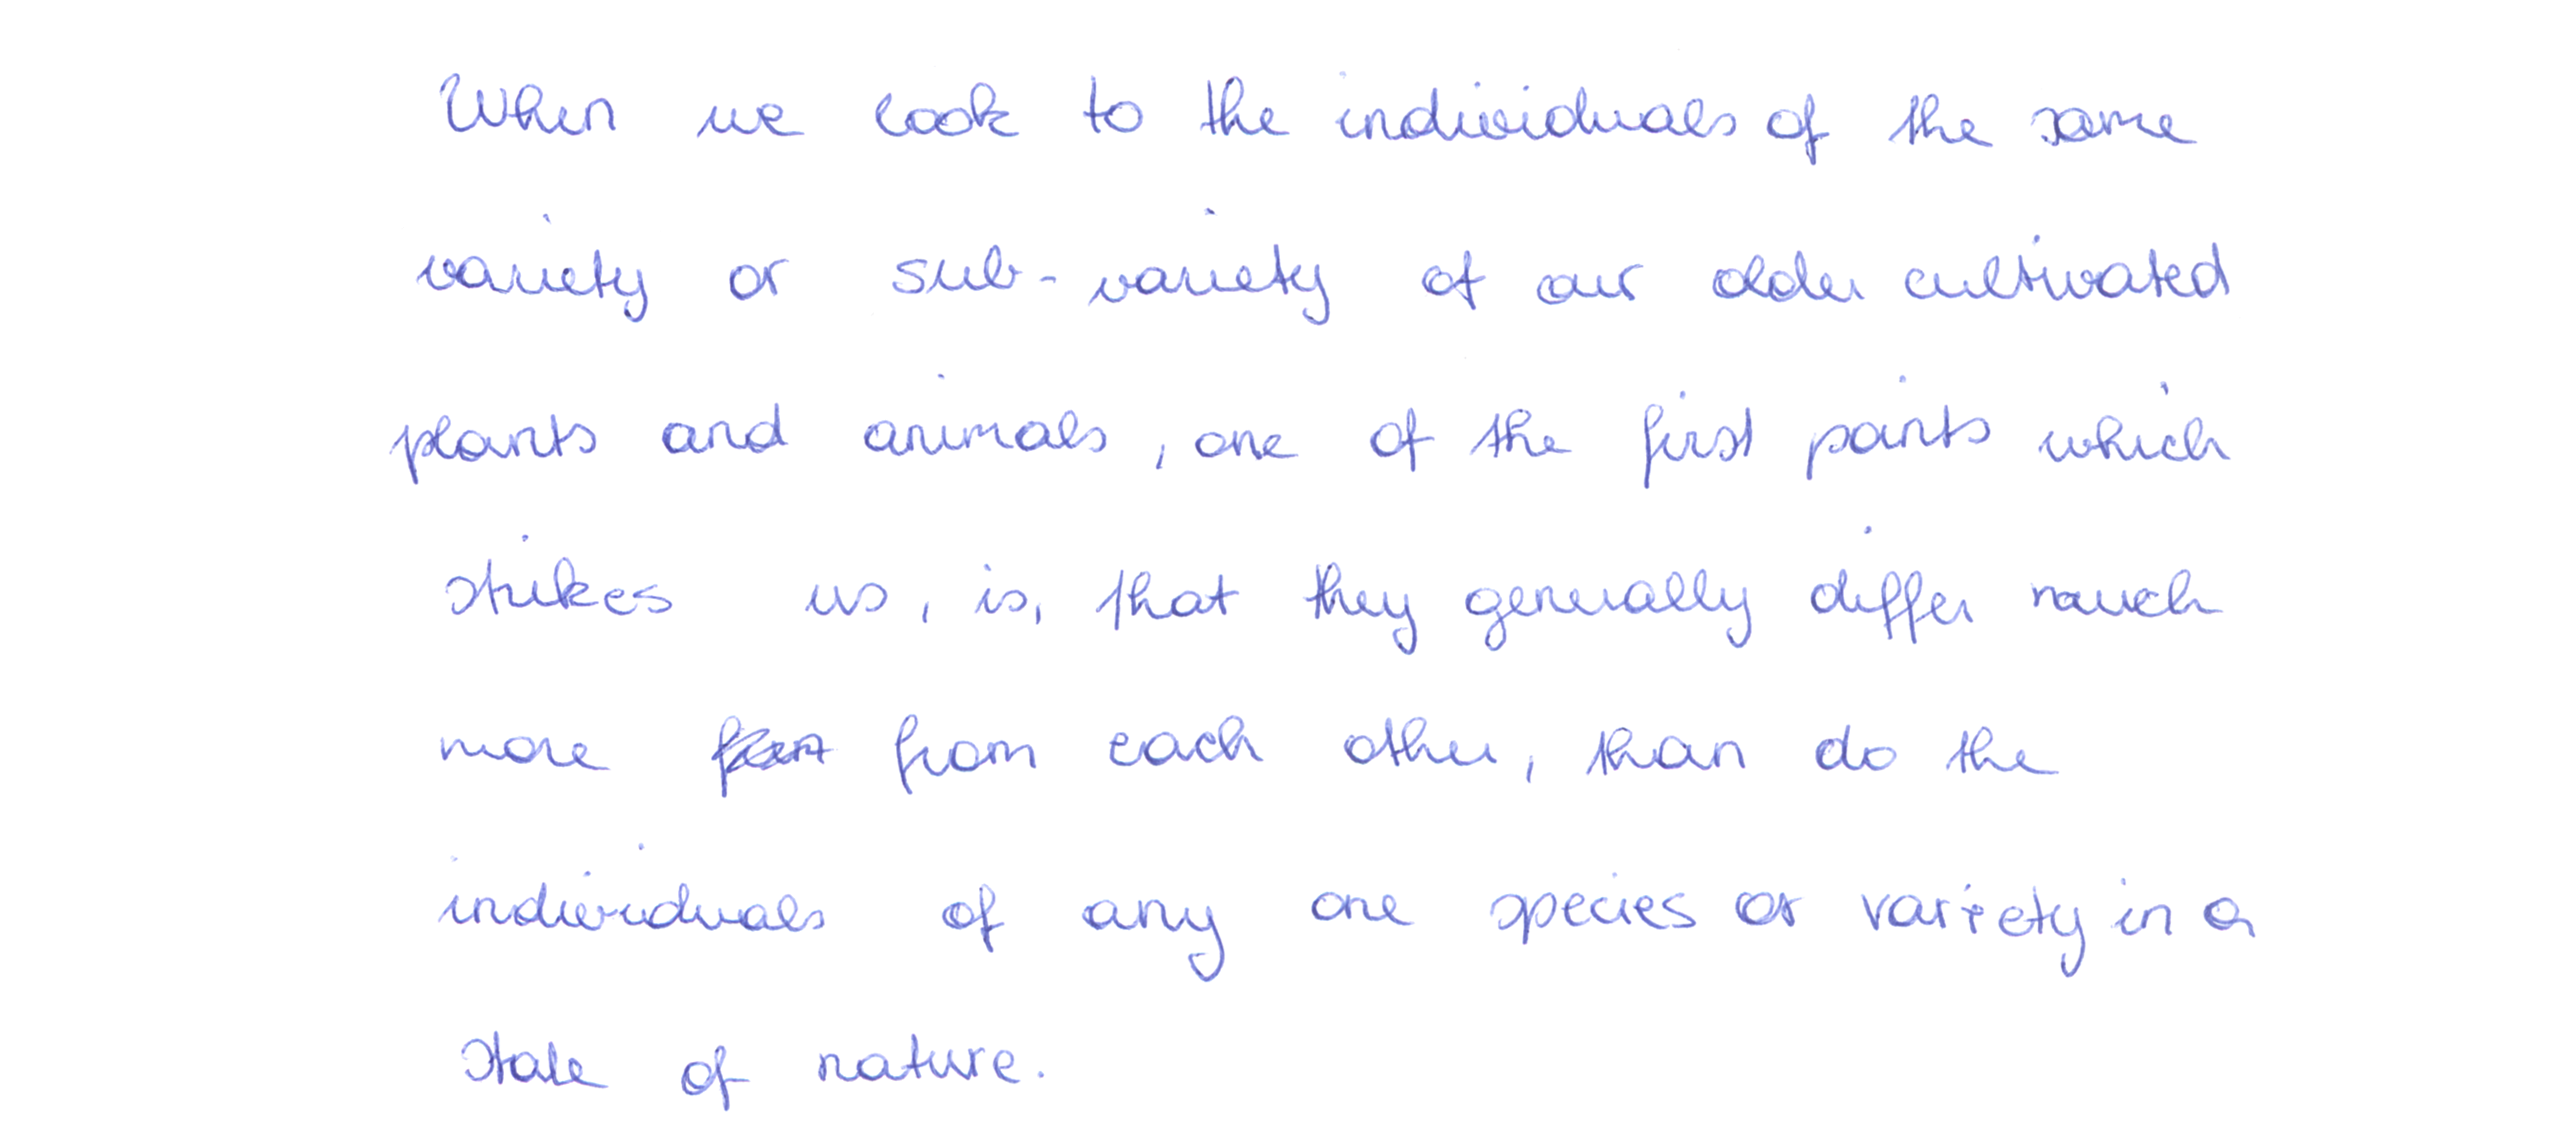 When we look to the individuals of the same
variety or sub-variety of our older cultivated
plants and animals, one of the first points which
strikes us, is, that they generally differ much
more from each other, than do the
individuals of any one species or variety in a
state of nature.